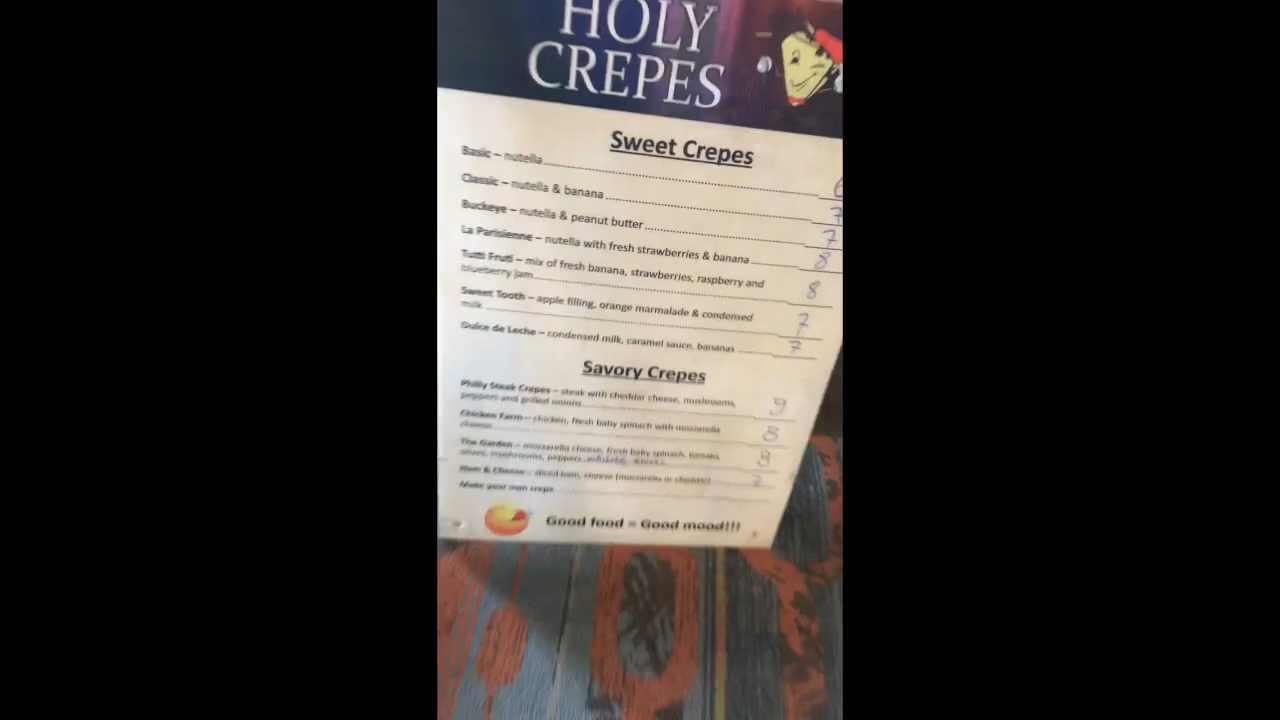 HOLY
CREPES
Sweet Crepes
Basic – nutella 6
Classic – nutella & banana 7
Buckeye – nutella & peanut butter 7
La Parisienne – nutella with fresh strawberries & banana 8
Tutti Frutti – mix of fresh banana, strawberries, raspberry and
blueberry jam 8
Sweet Tooth – apple filling, orange marmalade & condensed
milk 7
Dulce de Leche – condensed milk, caramel sauce, bananas 7
Savory Crepes
Philly Steak Crepes – steak with cheddar cheese, mushrooms,
peppers and grilled onions 9
Chicken Farm – chicken, fresh baby spinach with mozzarella
cheese 8
The Garden – mozzarella cheese, fresh baby spinach, tomato,
olives, mushrooms, peppers
Ham & Cheese – sliced ham, cheese (mozzarella or cheddar)
Make your own crepe
Good food = Good mood!!!